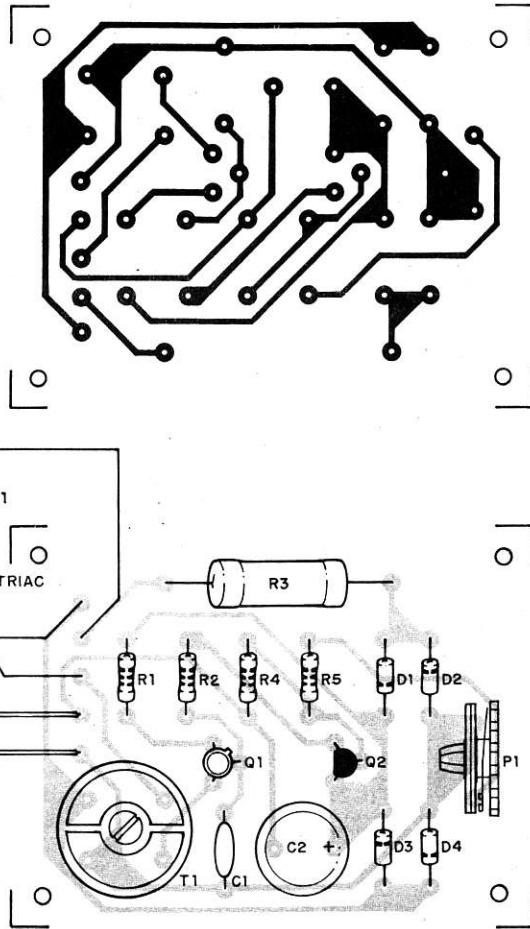 1
TRIAC
R3
R1 R2 R4 R5 D1 D2
Q1 Q2 P1
C2 + D3 D4
T1 C1